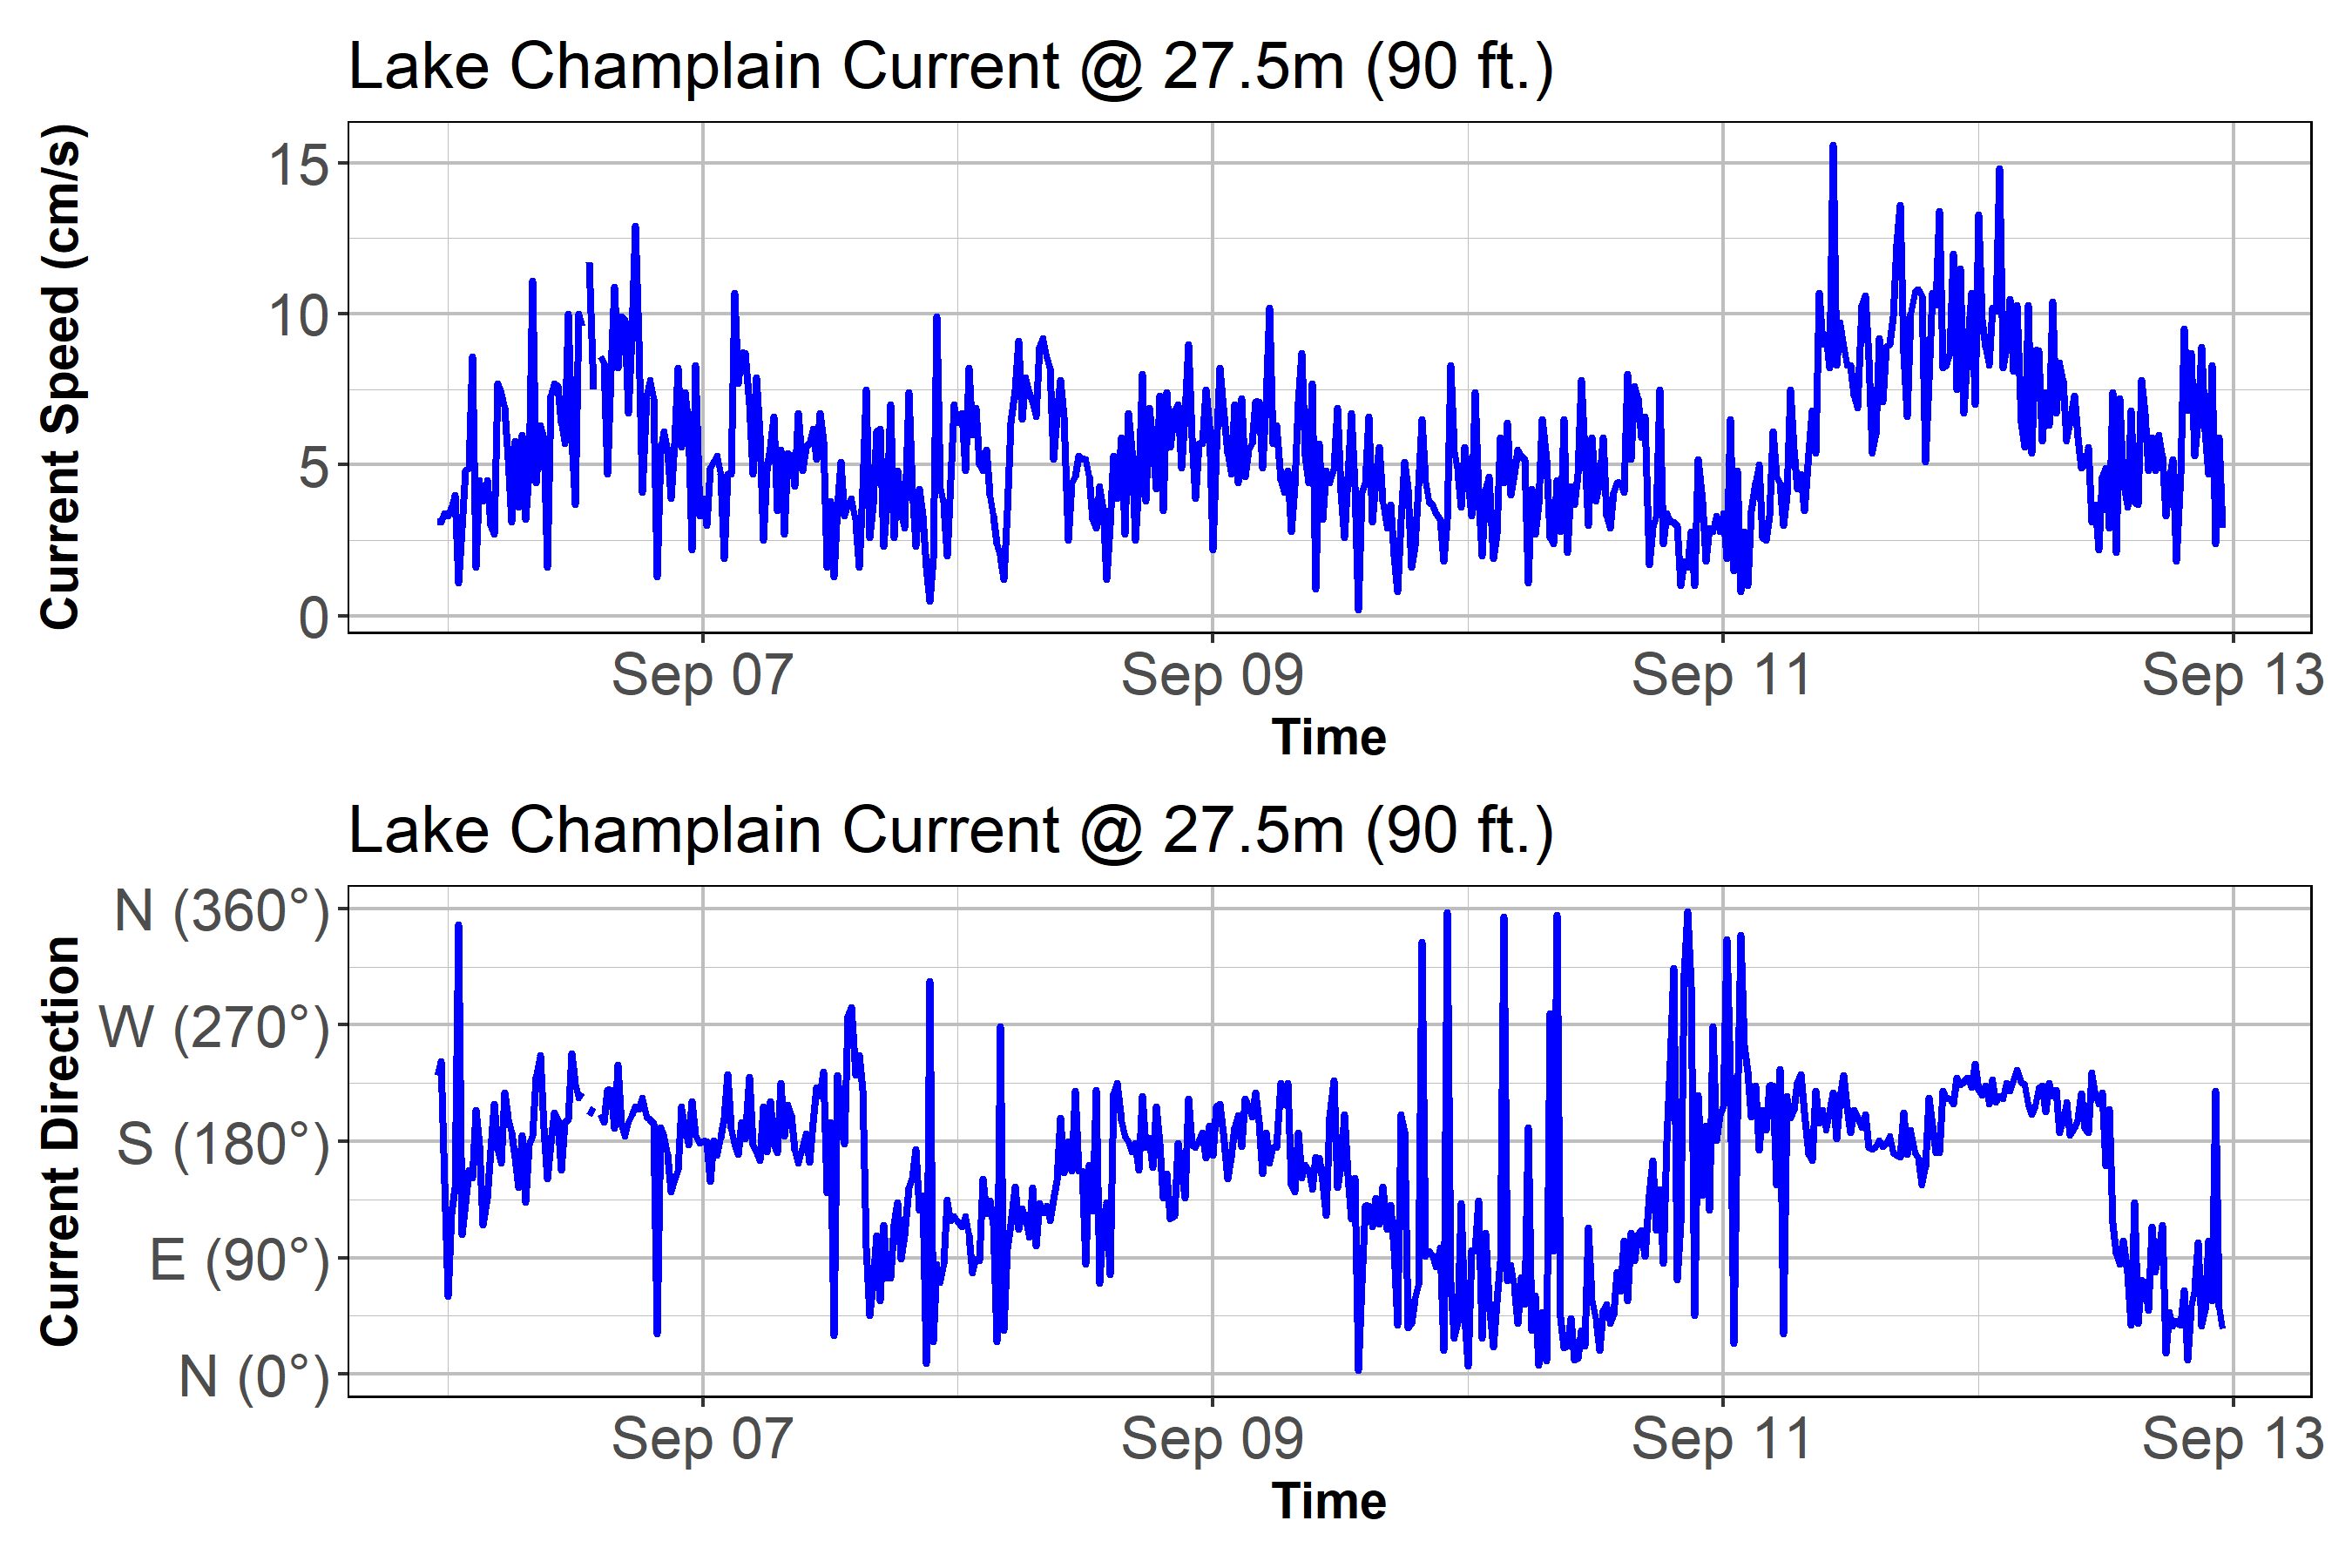 Lake Champlain Current @ 27.5m (90 ft.)
Current Speed (cm/s)
15
10
5
0
Sep 07 Sep 09 Sep 11 Sep 13
Time
Lake Champlain Current @ 27.5m (90 ft.)
Current Direction
N (360°)
W (270°)
S (180°)
E (90°)
N (0°)
Sep 07 Sep 09 Sep 11 Sep 13
Time